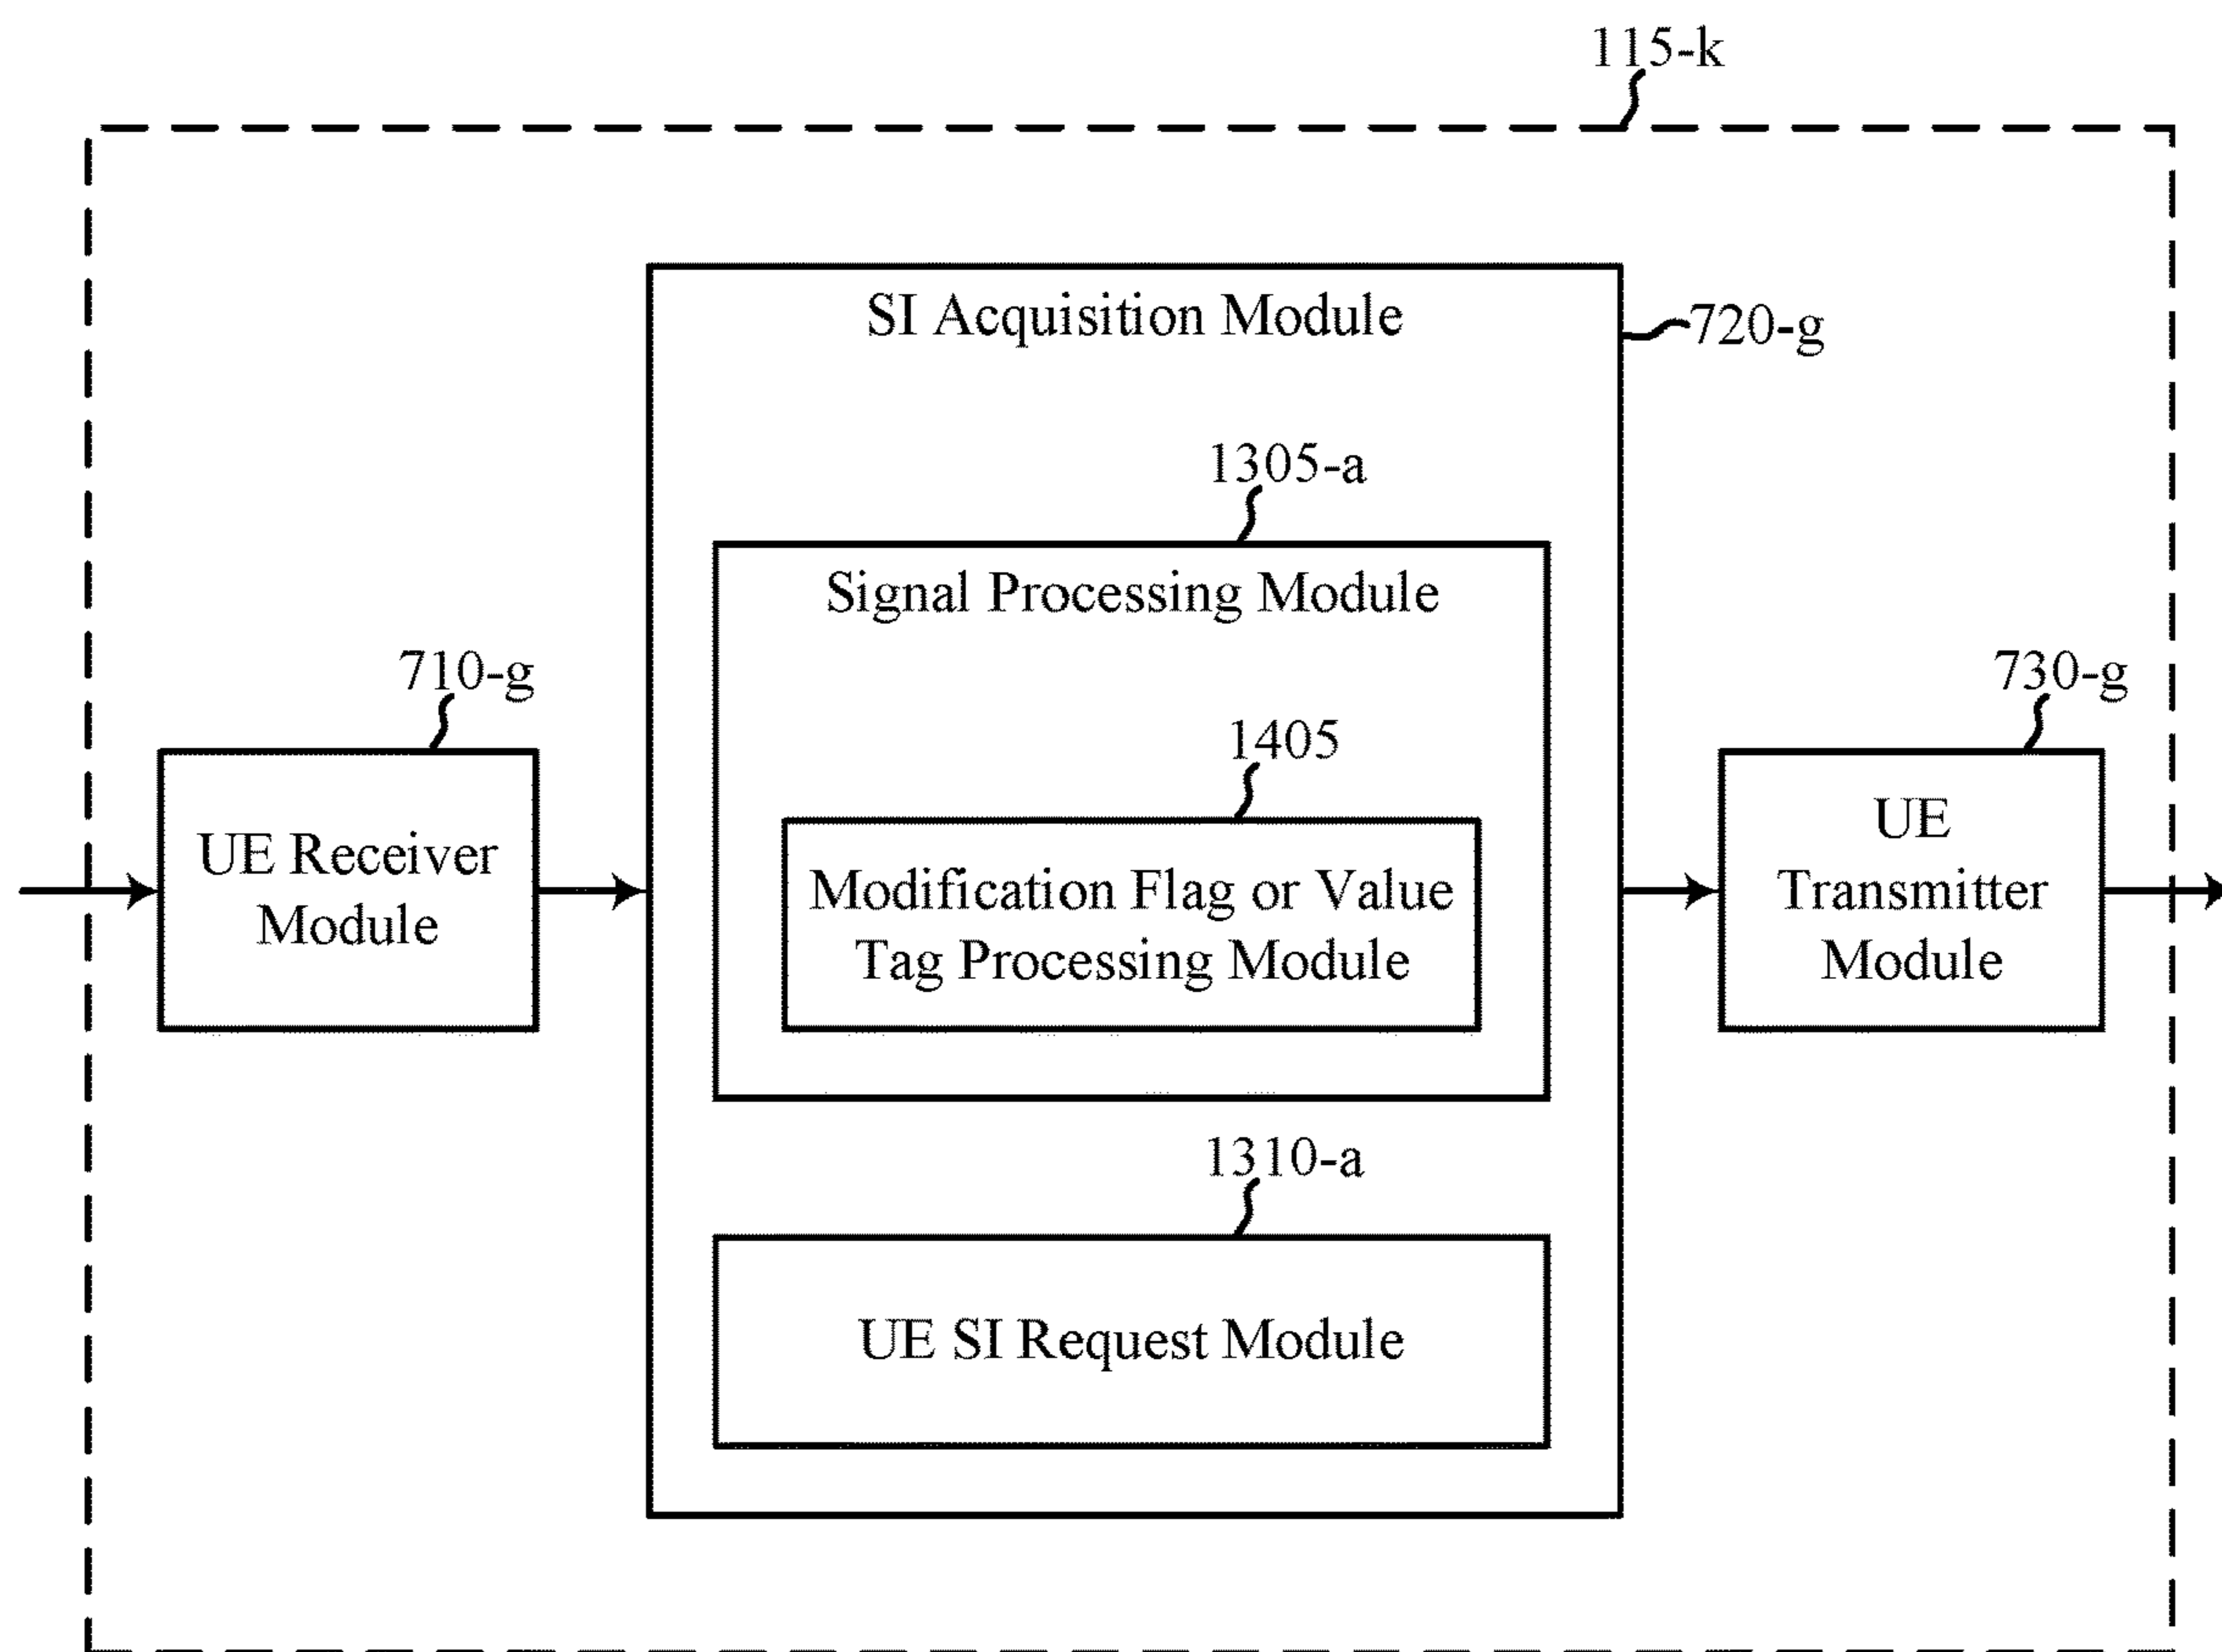 115-k
SI Acquisition Module
720-g
1305-a
Signal Processing Module
710-g
UE Receiver
Module
1405
Modification Flag or Value
Tag Processing Module
730-g
UE
Transmitter
Module
1310-a
UE SI Request Module